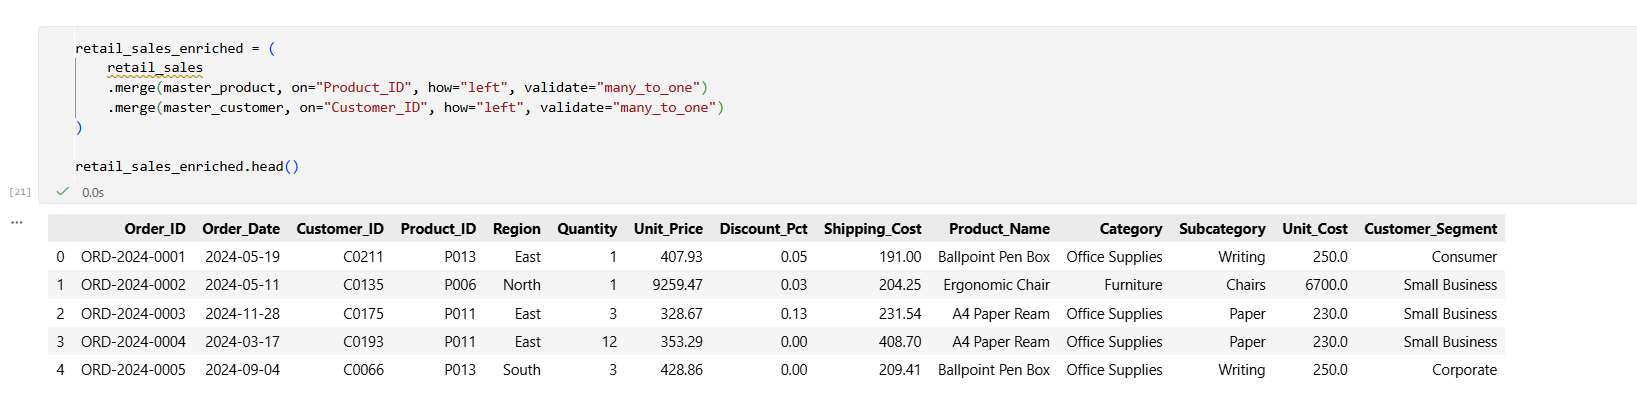 retail_sales_enriched = (
    retail_sales
    .merge(master_product, on="Product_ID", how="left", validate="many_to_one")
    .merge(master_customer, on="Customer_ID", how="left", validate="many_to_one")
)
retail_sales_enriched.head()
[21] 0.0s
...
Order_ID Order_Date Customer_ID Product_ID Region Quantity Unit_Price Discount_Pct Shipping_Cost Product_Name Category Subcategory Unit_Cost Customer_Segment
0 ORD-2024-0001 2024-05-19 C0211 P013 East 1 407.93 0.05 191.00 Ballpoint Pen Box Office Supplies Writing 250.0 Consumer
1 ORD-2024-0002 2024-05-11 C0135 P006 North 1 9259.47 0.03 204.25 Ergonomic Chair Furniture Chairs 6700.0 Small Business
2 ORD-2024-0003 2024-11-28 C0175 P011 East 3 328.67 0.13 231.54 A4 Paper Ream Office Supplies Paper 230.0 Small Business
3 ORD-2024-0004 2024-03-17 C0193 P011 East 12 353.29 0.00 408.70 A4 Paper Ream Office Supplies Paper 230.0 Small Business
4 ORD-2024-0005 2024-09-04 C0066 P013 South 3 428.86 0.00 209.41 Ballpoint Pen Box Office Supplies Writing 250.0 Corporate